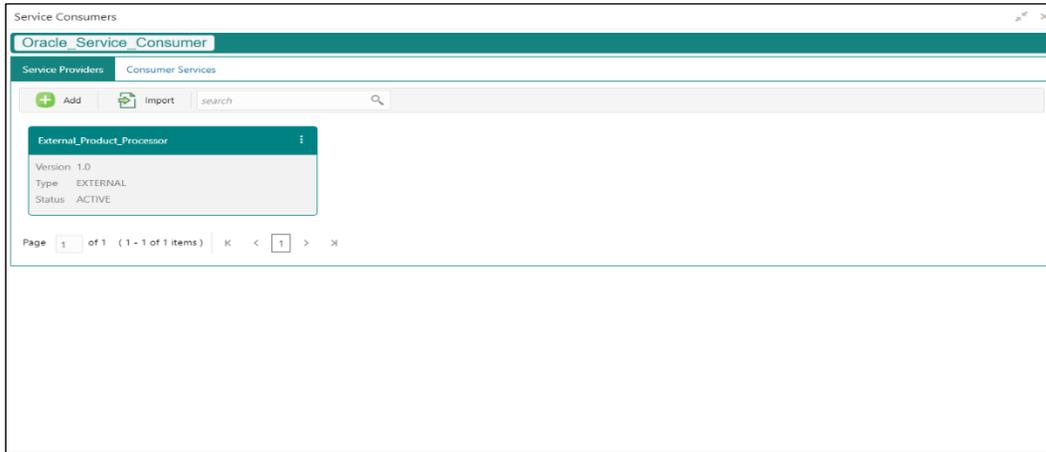 Service Consumers
Oracle_Service_Consumer
Service Providers Consumer Services
Add Import search
External_Product_Processor
Version 1.0
Type EXTERNAL
Status ACTIVE
Page 1 of 1 (1 - 1 of 1 items) 1